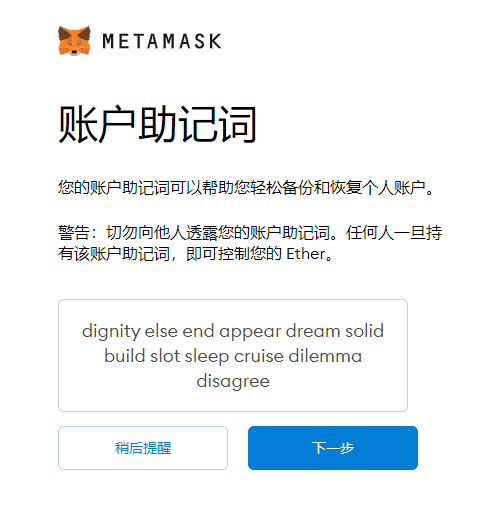 METAMASK
账户助记词
您的账户助记词可以帮助您轻松备份和恢复个人账户。
警告：切勿向他人透露您的账户助记词。任何人一旦持
有该账户助记词，即可控制您的 Ether。
dignity else end appear dream solid
build slot sleep cruise dilemma
disagree
稍后提醒
下一步